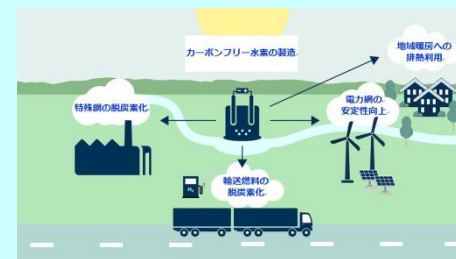 カーボンフリー水素の製造
地域暖房への
排熱利用
特殊鋼の脱炭素化
電力網の
安定性向上
輸送燃料の
脱炭素化
H₂